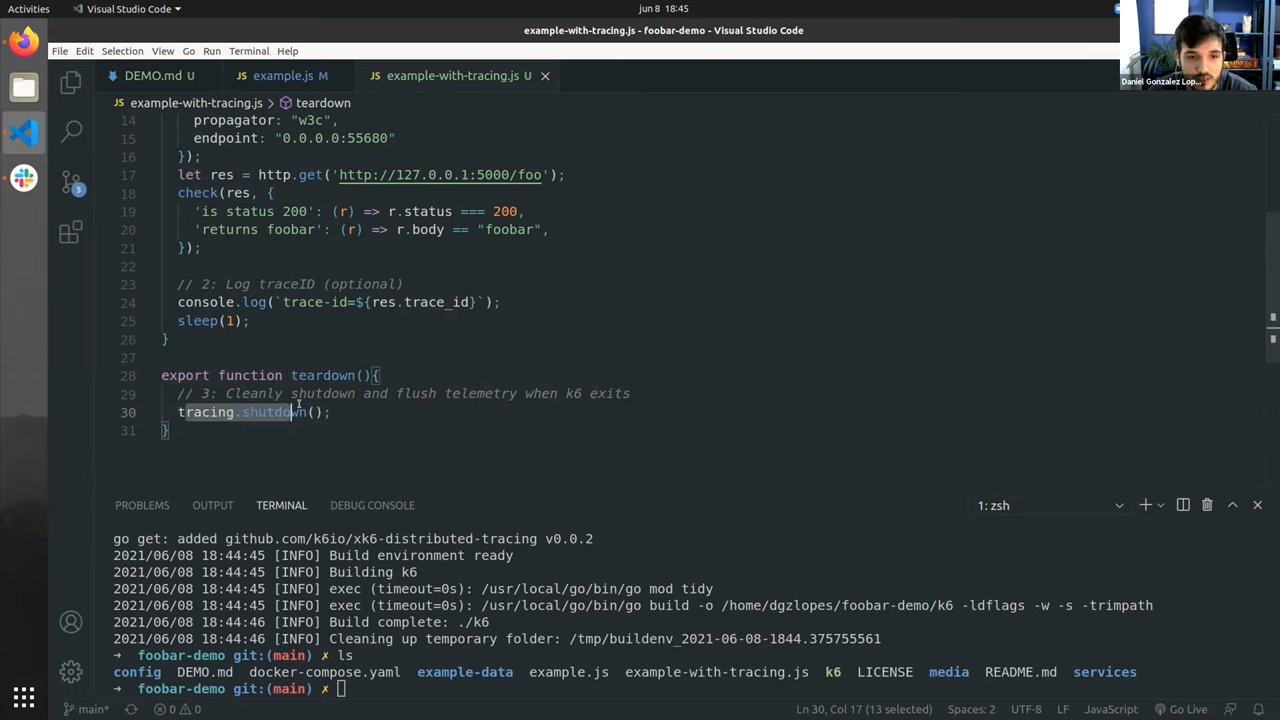 Activities
Visual Studio Code
jun 8 18:45
example-with-tracing.js - foobar-demo - Visual Studio Code
File Edit Selection View Go Run Terminal Help
Daniel Gonzalez Lop...
DEMO.md U
example.js M
example-with-tracing.js U
example-with-tracing.js > teardown
14 propagator: "w3c",
15 endpoint: "0.0.0.0:55680"
16 });
17 let res = http.get('http://127.0.0.1:5000/foo');
18 check(res, {
19 'is status 200': (r) => r.status === 200,
20 'returns foobar': (r) => r.body == "foobar",
21 });
22
23 // 2: Log traceID (optional)
24 console.log(`trace-id=${res.trace_id}`);
25 sleep(1);
26 }
27
28 export function teardown(){
29 // 3: Cleanly shutdown and flush telemetry when k6 exits
30 tracing.shutdown();
31 }
5
PROBLEMS OUTPUT TERMINAL DEBUG CONSOLE
1: zsh
go get: added github.com/k6io/xk6-distributed-tracing v0.0.2
2021/06/08 18:44:45 [INFO] Build environment ready
2021/06/08 18:44:45 [INFO] Building k6
2021/06/08 18:44:45 [INFO] exec (timeout=0s): /usr/local/go/bin/go mod tidy
2021/06/08 18:44:46 [INFO] exec (timeout=0s): /usr/local/go/bin/go build -o /home/dgzlopes/foobar-demo/k6 -ldflags -w -s -trimpath
2021/06/08 18:44:46 [INFO] Build complete: ./k6
2021/06/08 18:44:46 [INFO] Cleaning up temporary folder: /tmp/buildenv_2021-06-08-1844.375755561
➜ foobar-demo git:(main) ✗ ls
config DEMO.md docker-compose.yaml example-data example.js example-with-tracing.js k6 LICENSE media README.md services
➜ foobar-demo git:(main) ✗
main* 0 0 Ln 30, Col 17 (13 selected) Spaces: 2 UTF-8 LF JavaScript Go Live